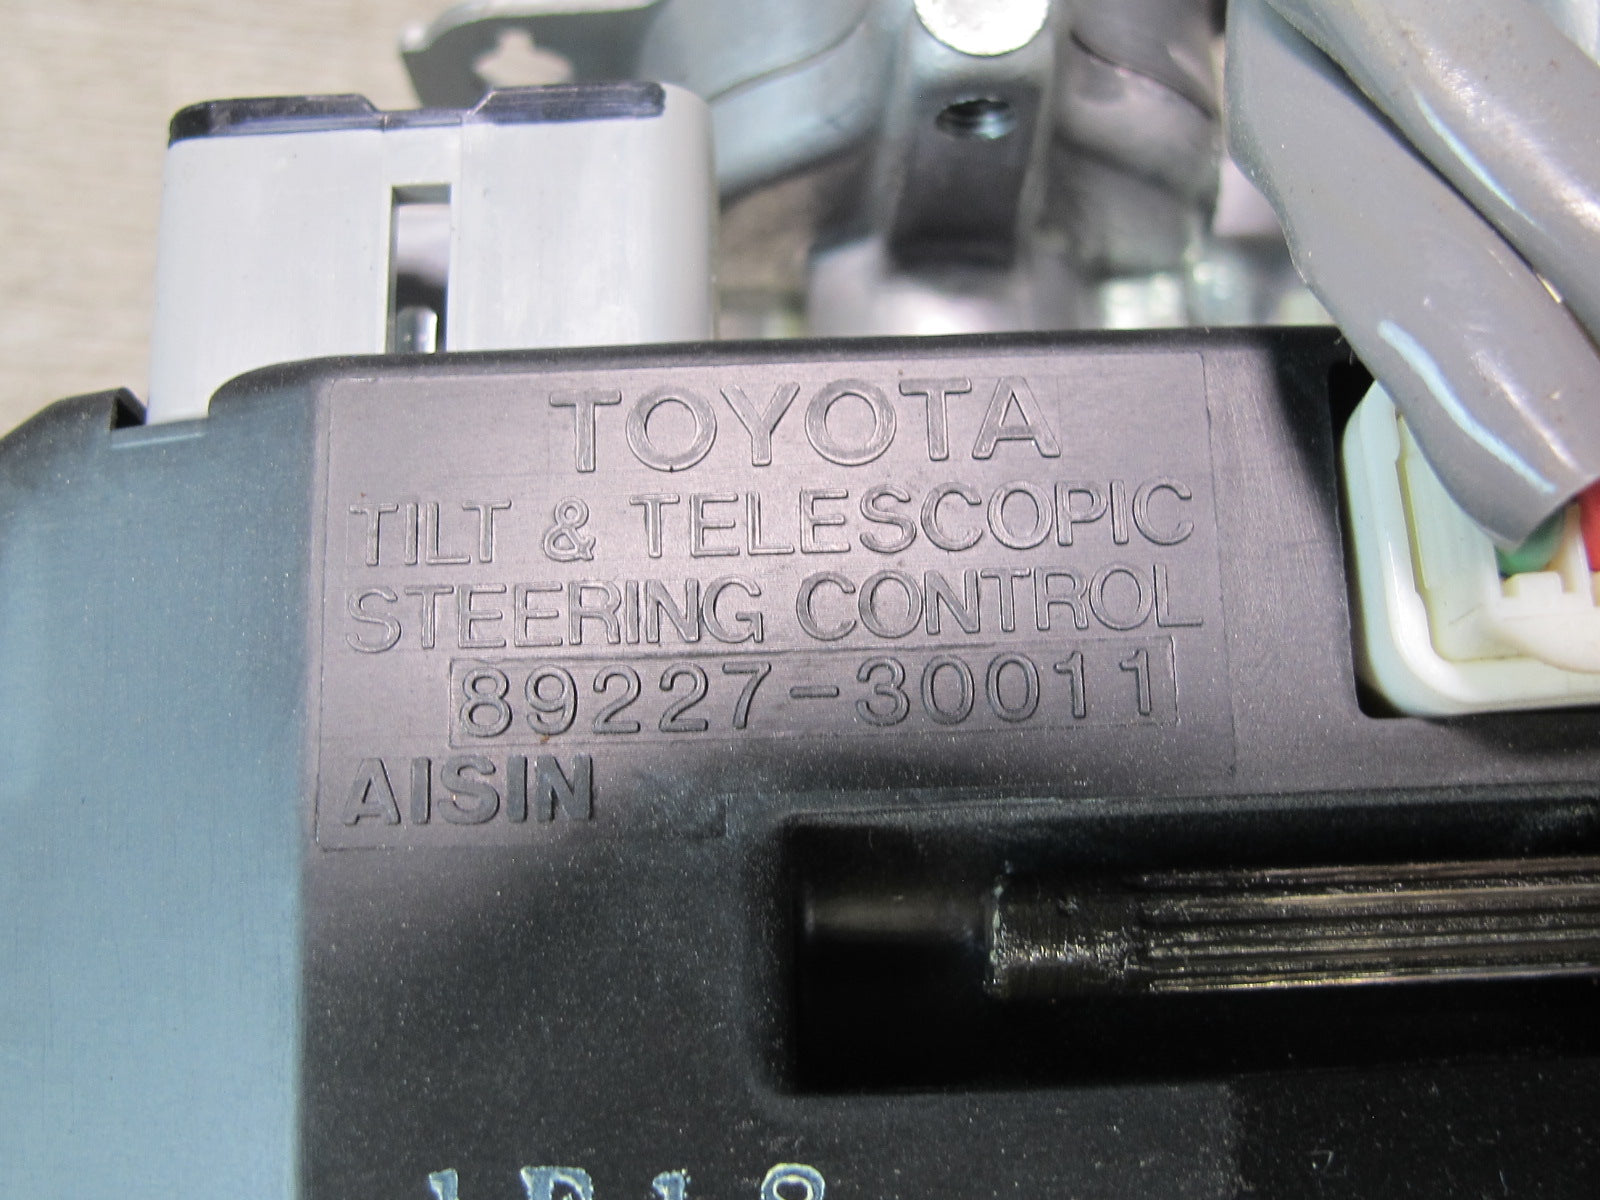 TOYOTA
TILT & TELESCOPIC
STEERING CONTROL
89227-30011
AISIN